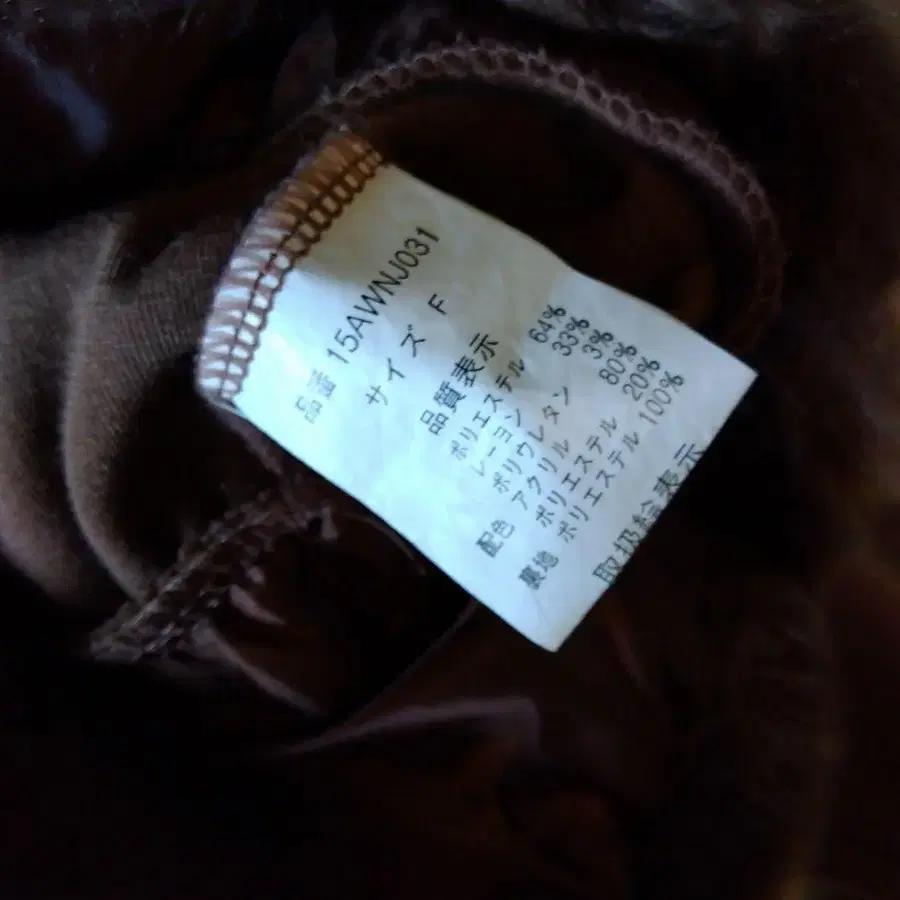 品番 15AWNJ031
サイズ F
品質表示
ポリエステル 64%
レーヨン 33%
ポリウレタン 3%
配色 アクリル 80%
ポリエステル 20%
裏地 ポリエステル 100%
取扱絵表示